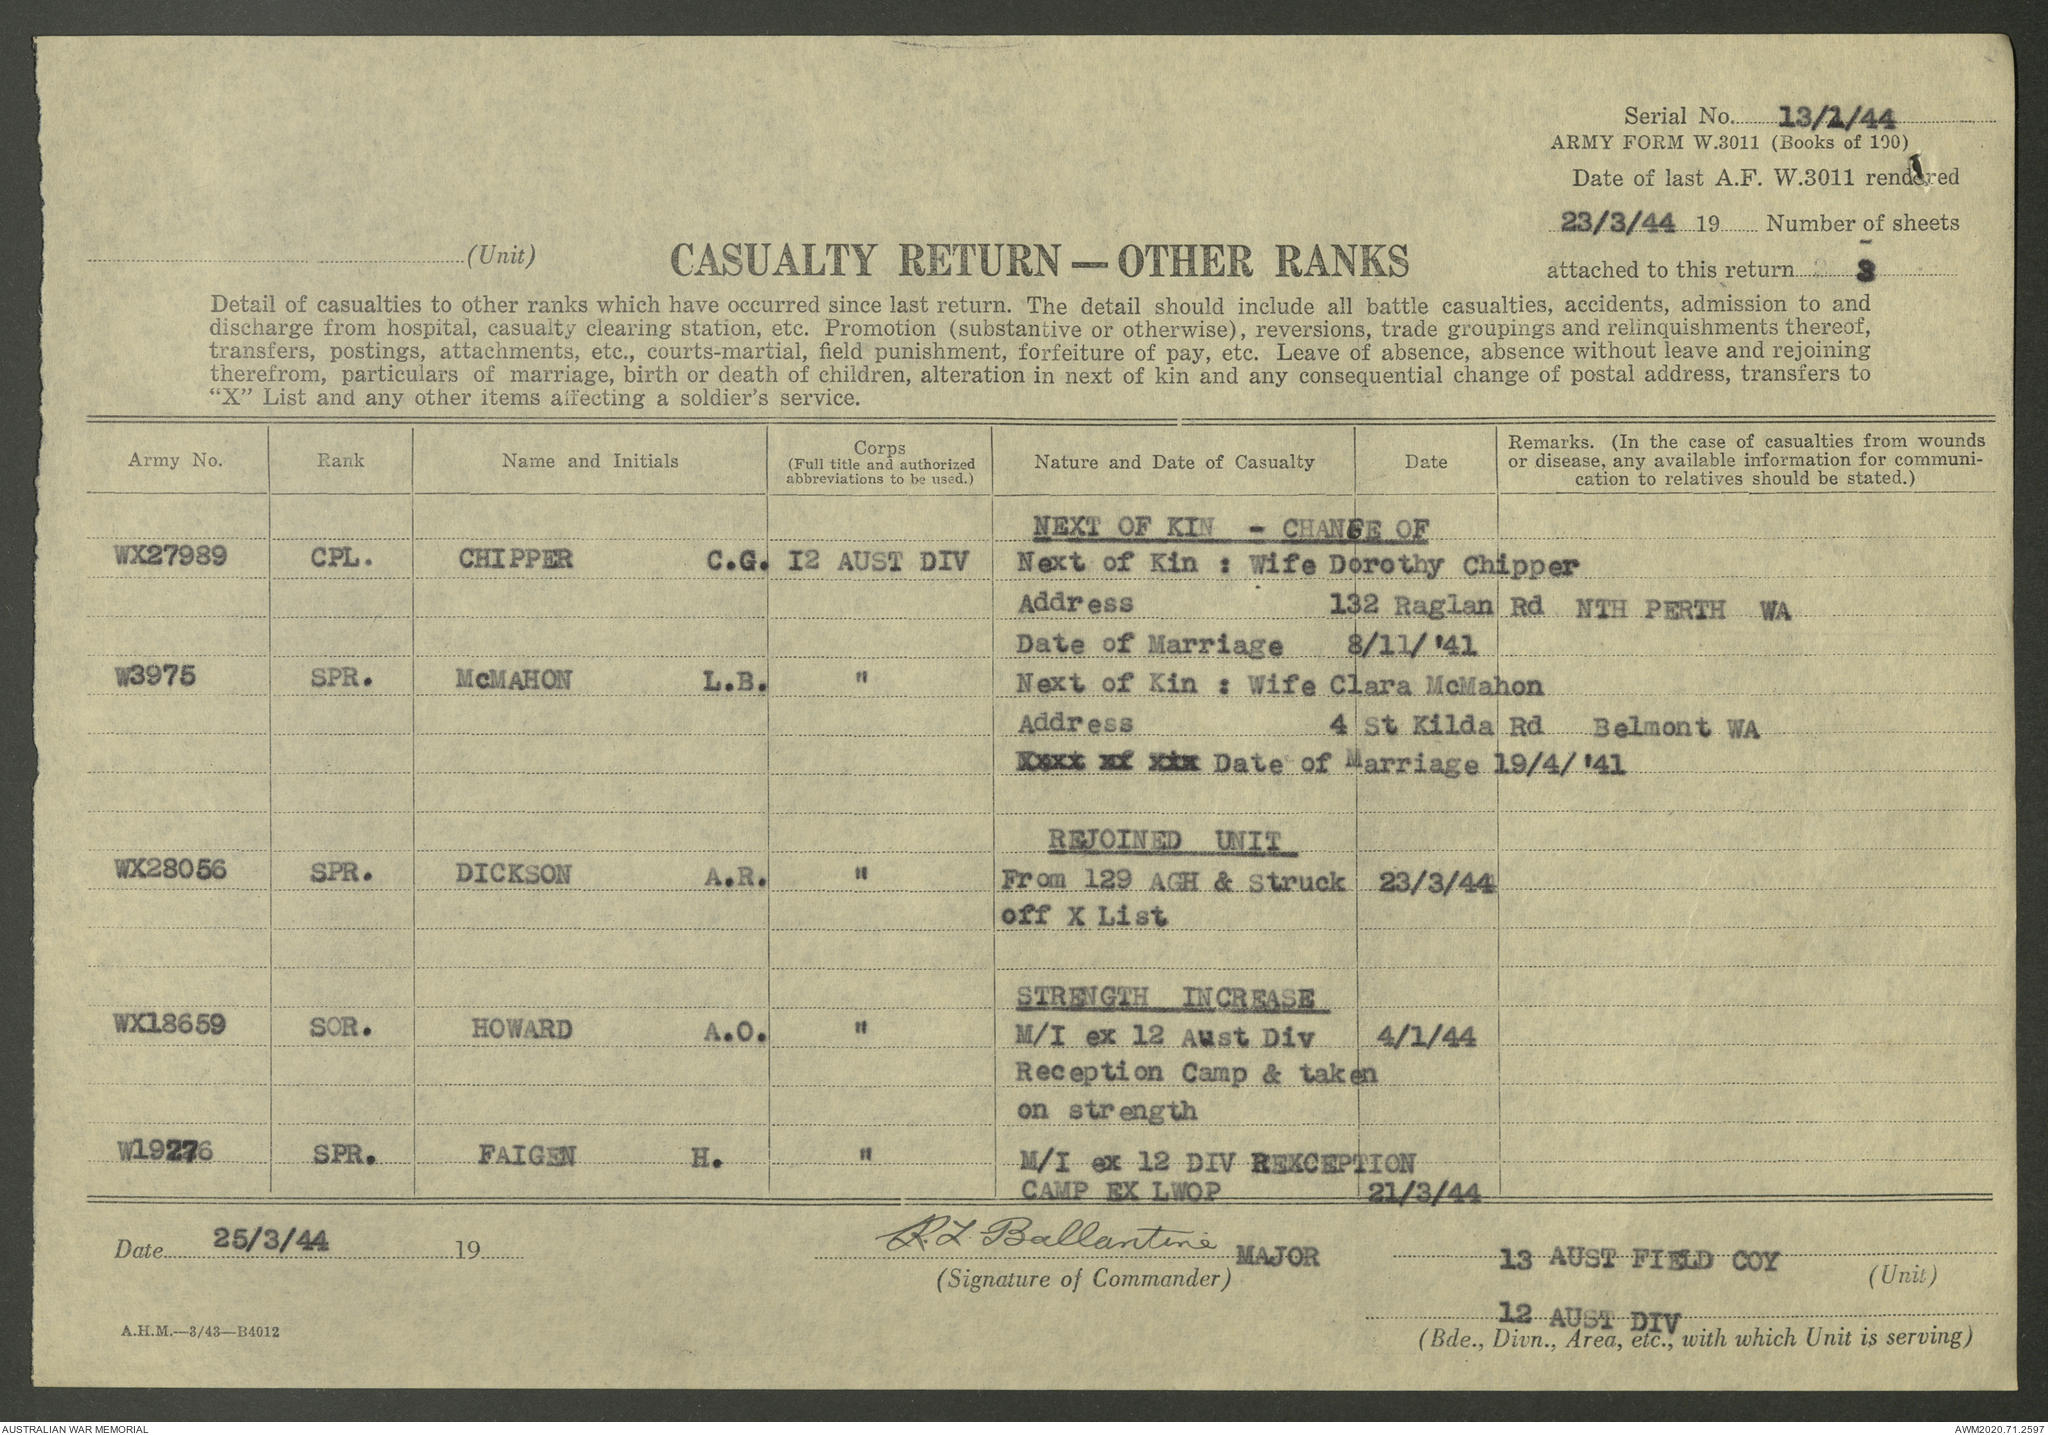 Serial No. 13/1/44
ARMY FORM W.3011 (Books of 100)
Date of last A.F. W.3011 rendered
23/3/44 19 Number of sheets
attached to this return 3
(Unit)
CASUALTY RETURN — OTHER RANKS
Detail of casualties to other ranks which have occurred since last return. The detail should include all battle casualties, accidents, admission to and
discharge from hospital, casualty clearing station, etc. Promotion (substantive or otherwise), reversions, trade groupings and relinquishments thereof,
transfers, postings, attachments, etc., courts-martial, field punishment, forfeiture of pay, etc. Leave of absence, absence without leave and rejoining
therefrom, particulars of marriage, birth or death of children, alteration in next of kin and any consequential change of postal address, transfers to
"X" List and any other items affecting a soldier's service.
Army No. Rank Name and Initials Corps (Full title and authorized abbreviations to be used.) Nature and Date of Casualty Date Remarks. (In the case of casualties from wounds or disease, any available information for communi- cation to relatives should be stated.)
NEXT OF KIN - CHANGE OF
WX27989 CPL. CHIPPER C.G. 12 AUST DIV Next of Kin : Wife Dorothy Chipper
Address 132 Raglan Rd NTH PERTH WA
Date of Marriage 8/11/'41
W3975 SPR. McMAHON L.B. " Next of Kin : Wife Clara McMahon
Address 4 St Kilda Rd Belmont WA
Xxxx xf xix Date of Marriage 19/4/'41
REJOINED UNIT
WX28056 SPR. DICKSON A.R. " From 129 AGH & Struck 23/3/44
off X List
STRENGTH INCREASE
WX18659 SOR. HOWARD A.O. " M/I ex 12 Aust Div 4/1/44
Reception Camp & taken
on strength
W19276 SPR. FAIGEN H. " M/I ex 12 DIV REXCEPTION
CAMP EX LWOP 21/3/44
Date 25/3/44 19
R.L. Ballantine MAJOR
(Signature of Commander)
13 AUST FIELD COY (Unit)
12 AUST DIV
(Bde., Divn., Area, etc., with which Unit is serving)
A.H.M.—3/43—B4012
AUSTRALIAN WAR MEMORIAL AWM2020.71.2597